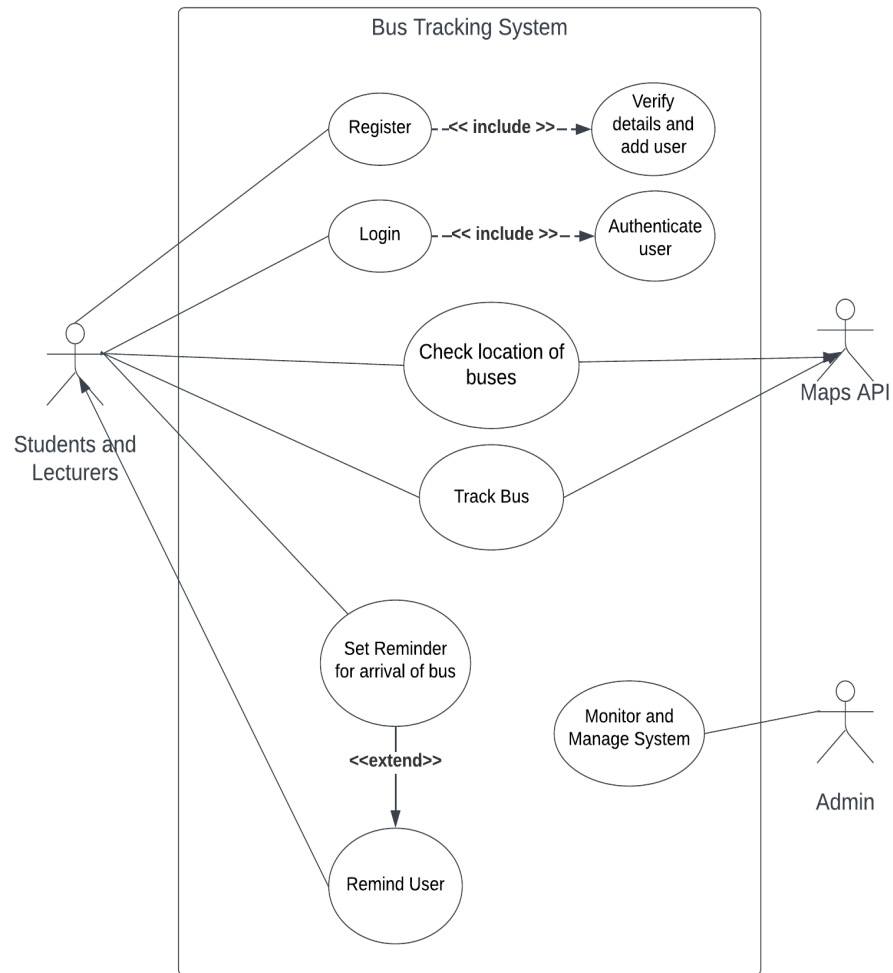 Bus Tracking System
Register
<< include >>
Verify
details and
add user
Login
<< include >>
Authenticate
user
Check location of
buses
Maps API
Students and
Lecturers
Track Bus
Set Reminder
for arrival of bus
Monitor and
Manage System
<<extend>>
Admin
Remind User